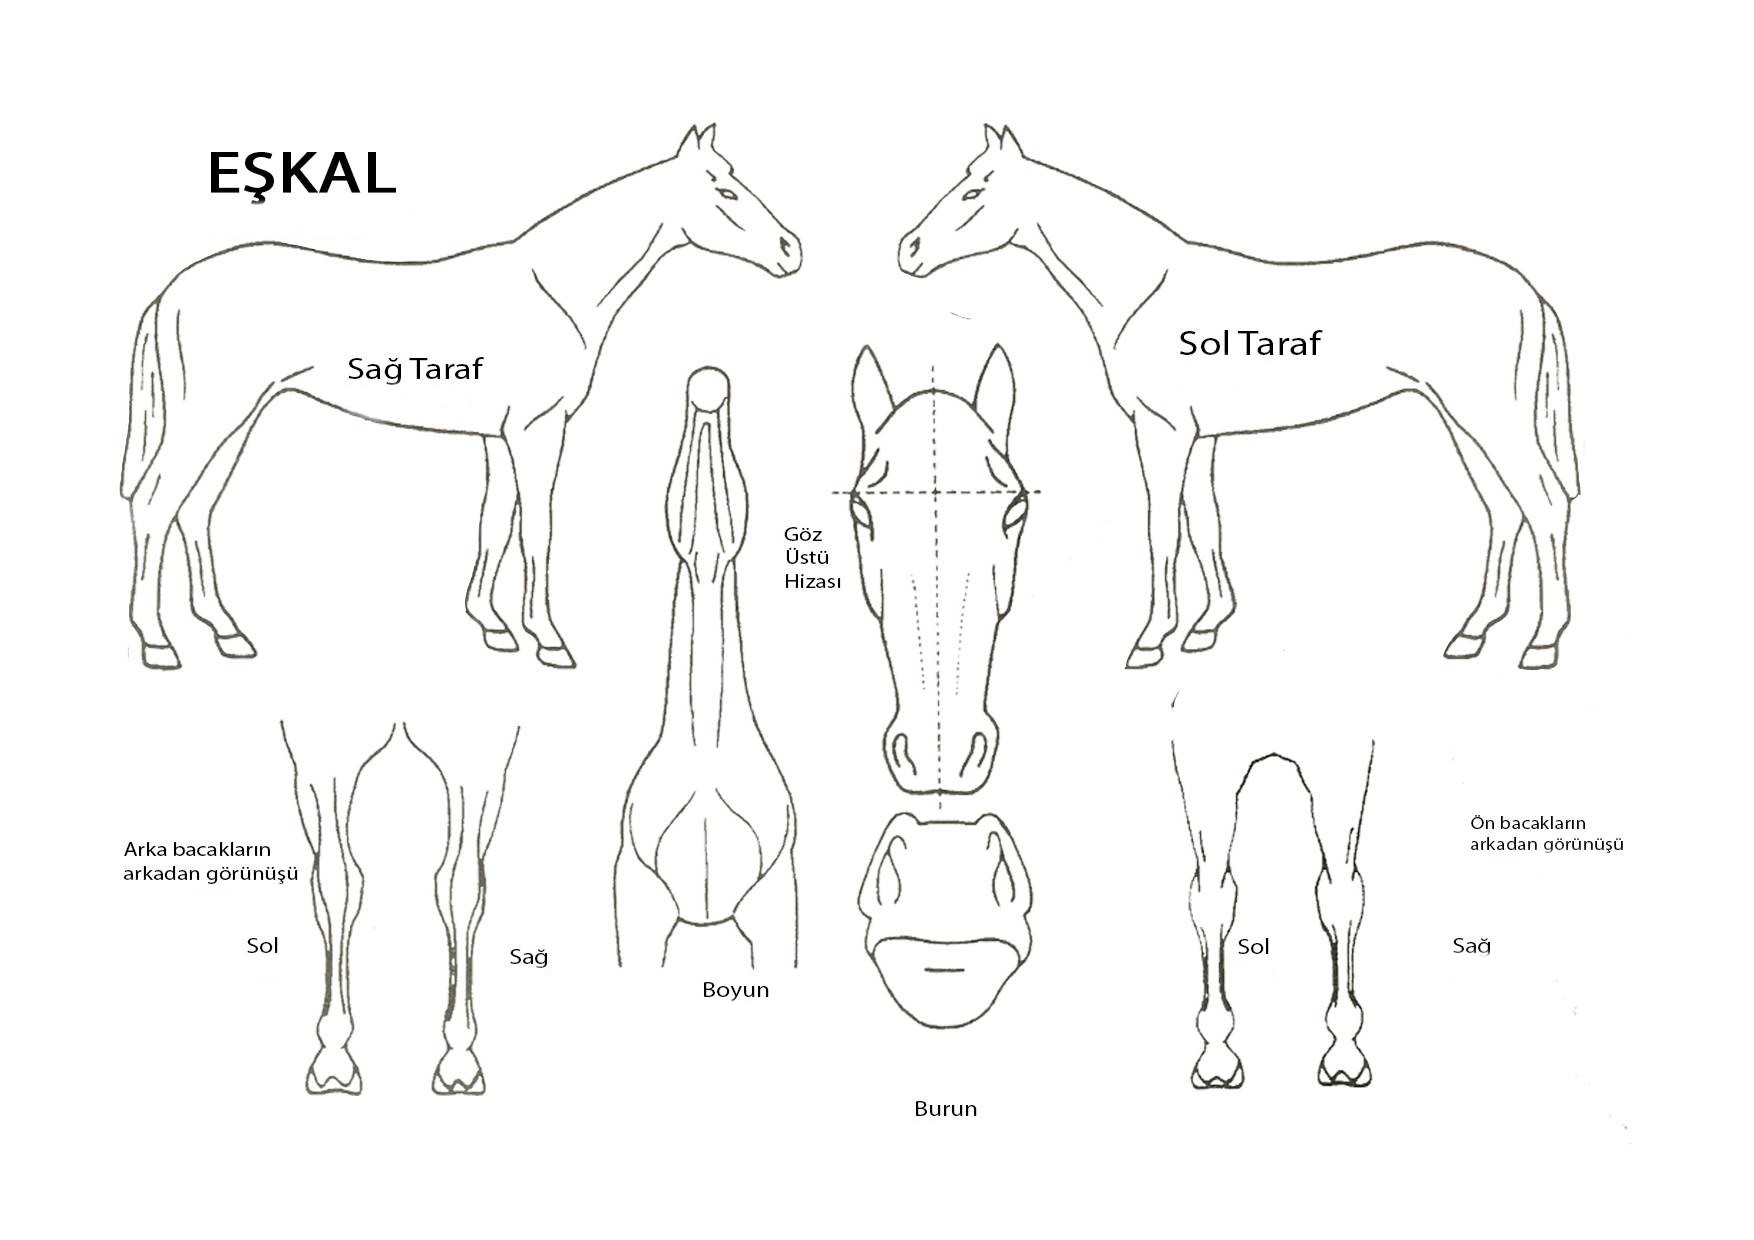 EŞKAL
Sağ Taraf
Sol Taraf
Göz
Üstü
Hizası
Arka bacakların
arkadan görünüşü
Sol
Sağ
Boyun
Burun
Ön bacakların
arkadan görünüşü
Sol
Sağ